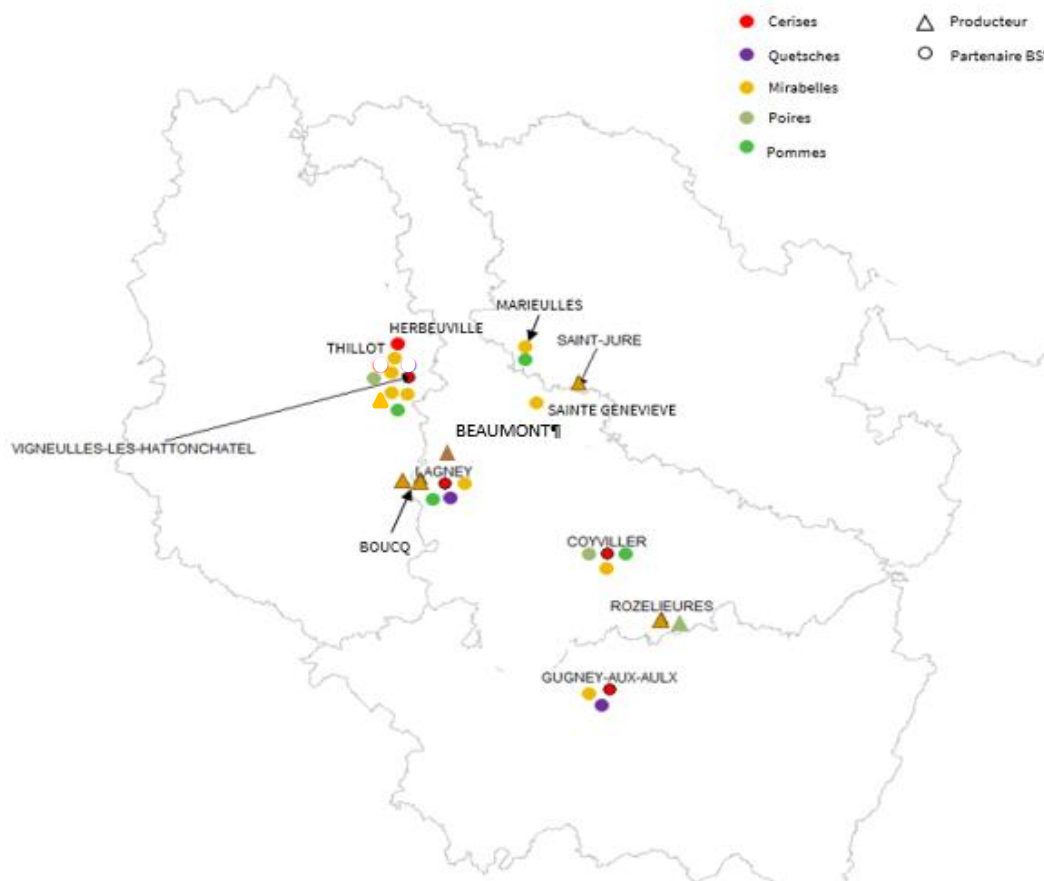 Cerises
Producteur
Quetsches
Partenaire BS
Mirabelles
Poires
Pommes
MARIEULLES
HERBEUVILLE
SAINT-JURE
THILLOT
SAINTE GENEVIEVE
BEAUMONT¶
VIGNEULLES-LES-HATTONCHATEL
LAGNEY
BOUCQ
COYVILLER
ROZELIEURES
GUGNEY-AUX-AULX